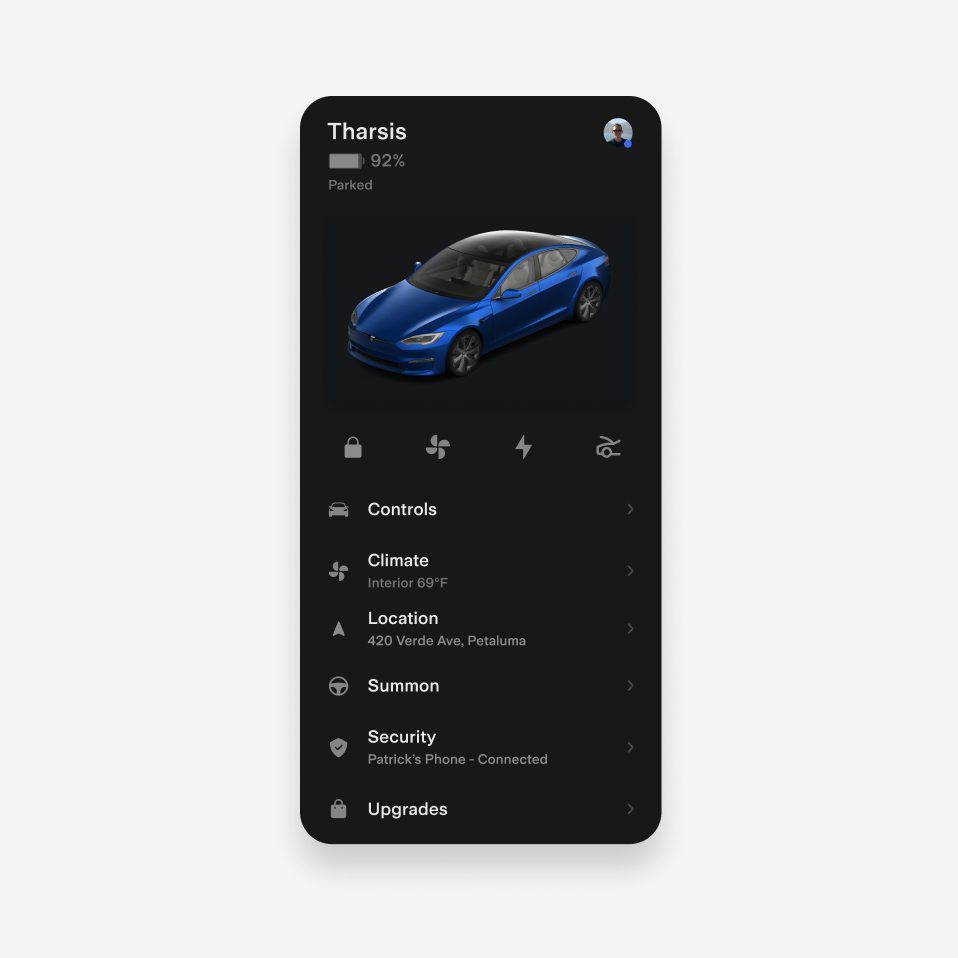 Tharsis
92%
Parked
Controls
Climate
Interior 69°F
Location
420 Verde Ave, Petaluma
Summon
Security
Patrick’s Phone - Connected
Upgrades